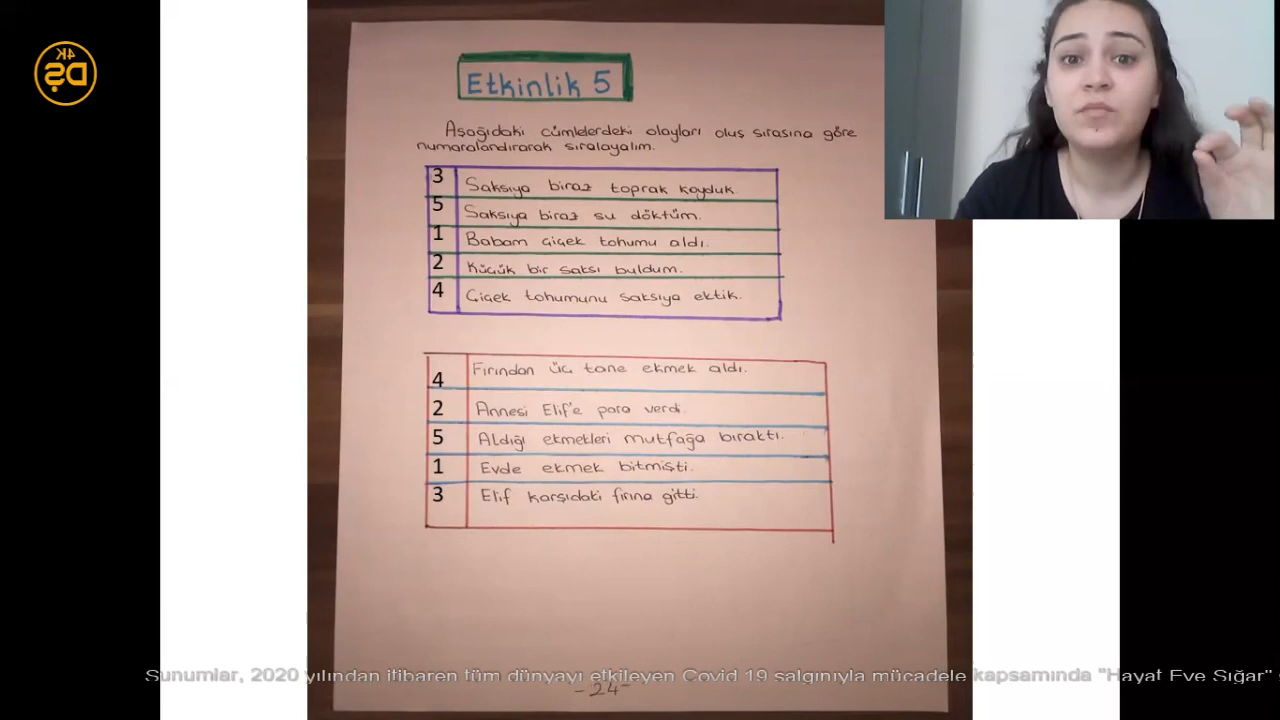 4K
DŞ
Etkinlik 5
Aşağıdaki cümlelerdeki olayları oluş sırasına göre
numaralandırarak sıralayalım.
3 Saksıya biraz toprak koyduk.
5 Saksıya biraz su döktüm.
1 Babam çiçek tohumu aldı.
2 Küçük bir saksı buldum.
4 Çiçek tohumunu saksıya ektik.
4 Fırından üç tane ekmek aldı.
2 Annesi Elif'e para verdi.
5 Aldığı ekmekleri mutfağa bıraktı.
1 Evde ekmek bitmişti.
3 Elif karşıdaki fırına gitti.
Sunumlar, 2020 yılından itibaren tüm dünyayı etkileyen Covid 19 salgınıyla mücadele kapsamında "Hayat Eve Sığar"
-24-